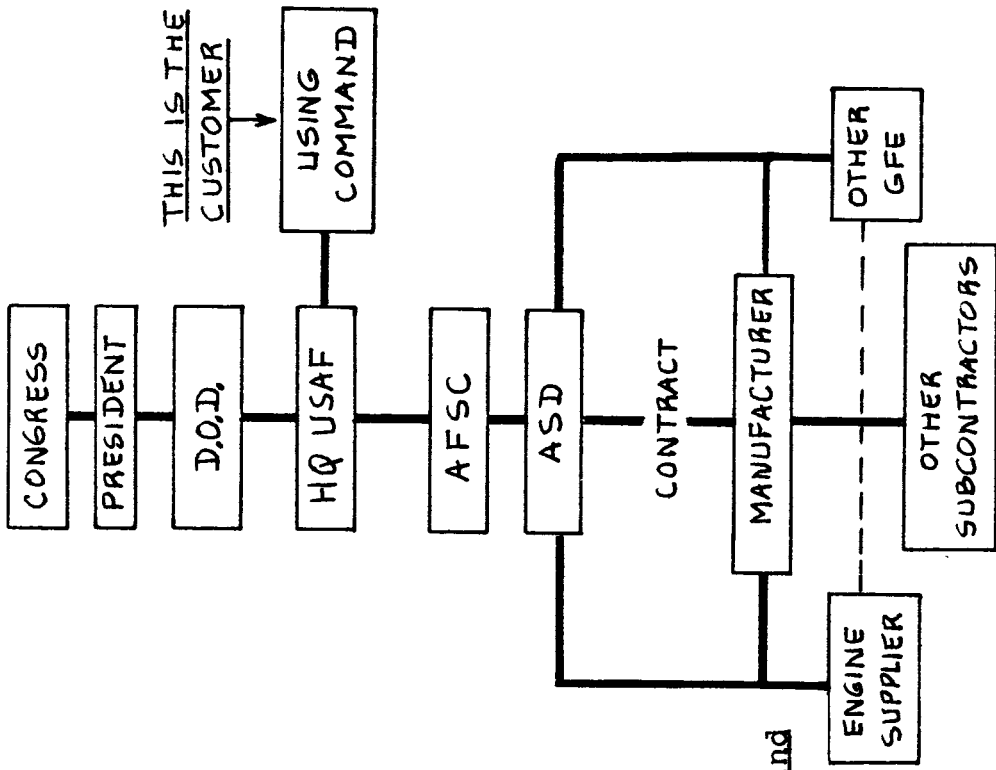 CONGRESS
PRESIDENT
D.O.D.
THIS IS THE
CUSTOMER
HQ USAF
USING
COMMAND
AFSC
ASD
CONTRACT
MANUFACTURER
ENGINE
SUPPLIER
OTHER
GFE
OTHER
SUBCONTRACTORS
nd